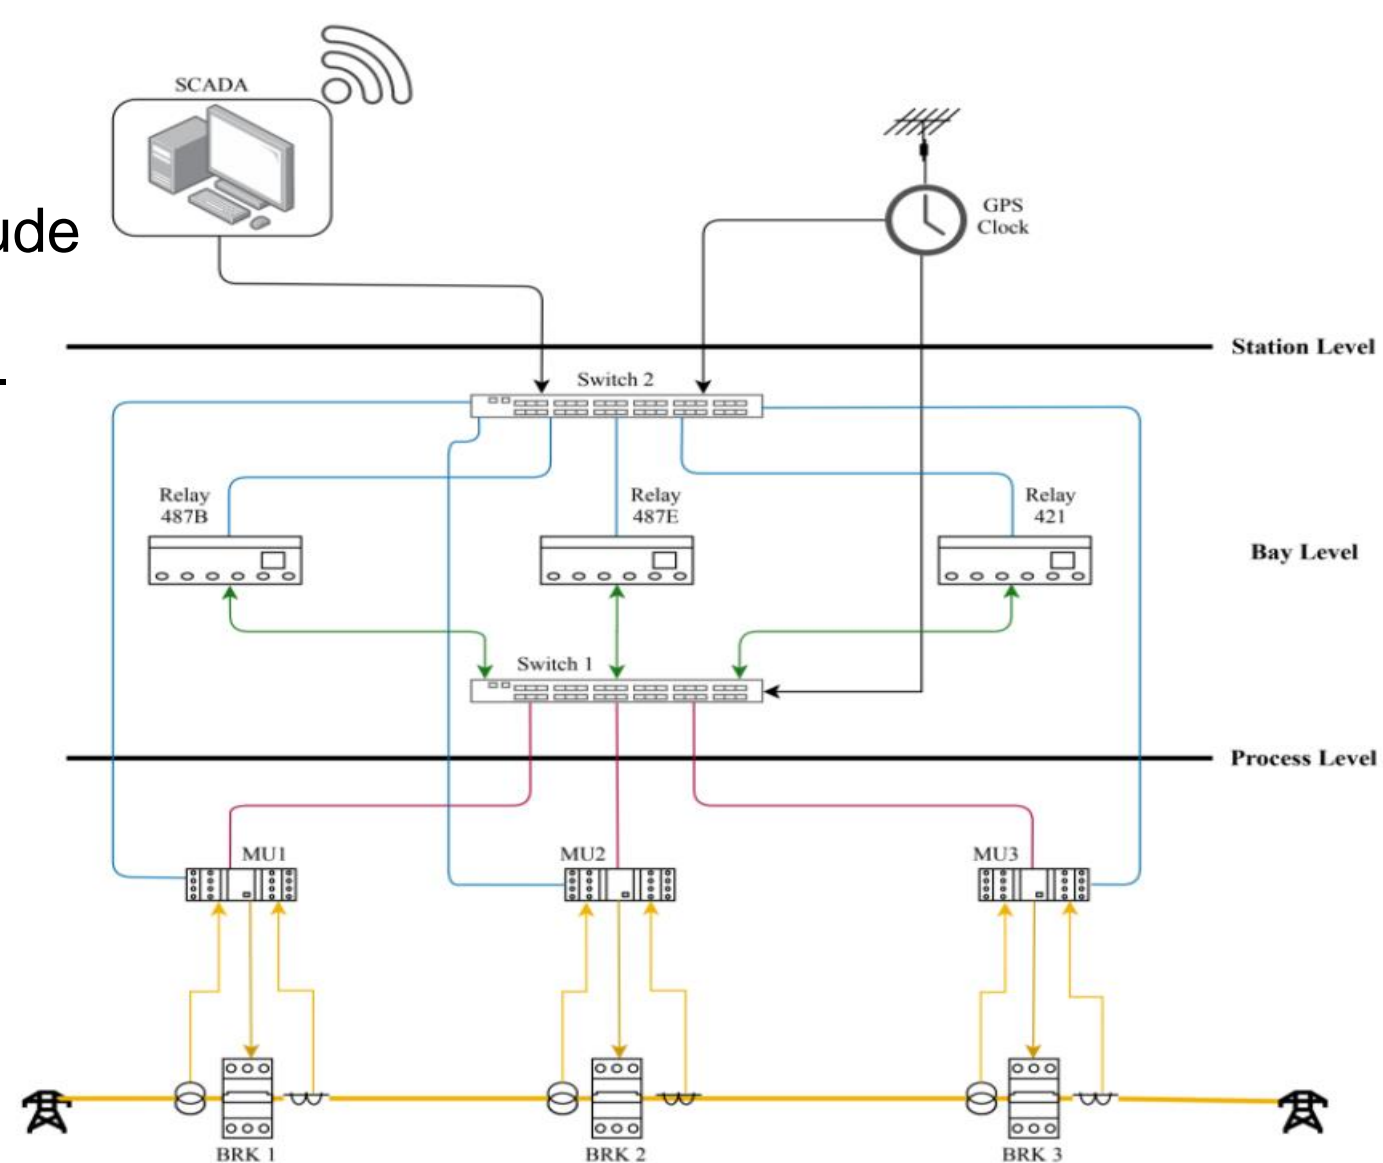 SCADA
ude
GPS
Clock
Station Level
.
Switch 2
Relay
487B
Relay
487E
Relay
421
Bay Level
Switch 1
Process Level
MU1
MU2
MU3
BRK 1
BRK 2
BRK 3